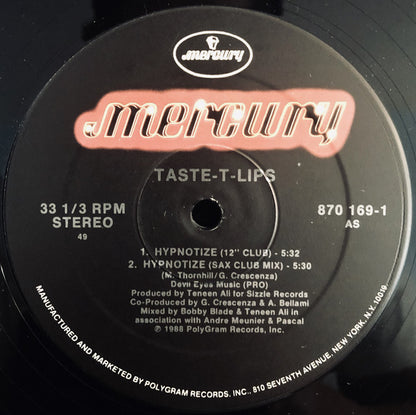 mercury
mercury
TASTE-T-LIPS
33 1/3 RPM
STEREO
49
870 169-1
AS
1. HYPNOTIZE (12" CLUB) - 5:32
2. HYPNOTIZE (SAX CLUB MIX) - 5:30
(M. Thornhill/G. Crescenza)
Devil Eyes Music (PRO)
Produced by Teneen Ali for Sizzle Records
Co-Produced by G. Crescenza & A. Bellami
Mixed by Bobby Blade & Teneen Ali in
association with Andre Meunier & Pascal
℗ 1988 PolyGram Records, Inc.
MANUFACTURED AND MARKETED BY POLYGRAM RECORDS. INC., 810 SEVENTH AVENUE, NEW YORK, N.Y. 10019